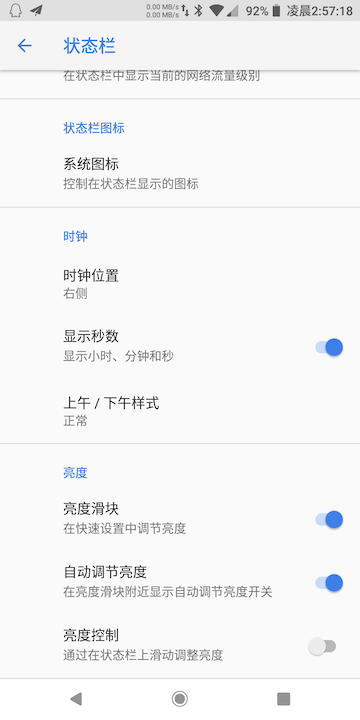 0.00 MB/s
0.00 MB/s
92%
凌晨2:57:18
状态栏
在状态栏中显示当前的网络流量级别
状态栏图标
系统图标
控制在状态栏显示的图标
时钟
时钟位置
右侧
显示秒数
显示小时、分钟和秒
上午 / 下午样式
正常
亮度
亮度滑块
在快速设置中调节亮度
自动调节亮度
在亮度滑块附近显示自动调节亮度开关
亮度控制
通过在状态栏上滑动调整亮度